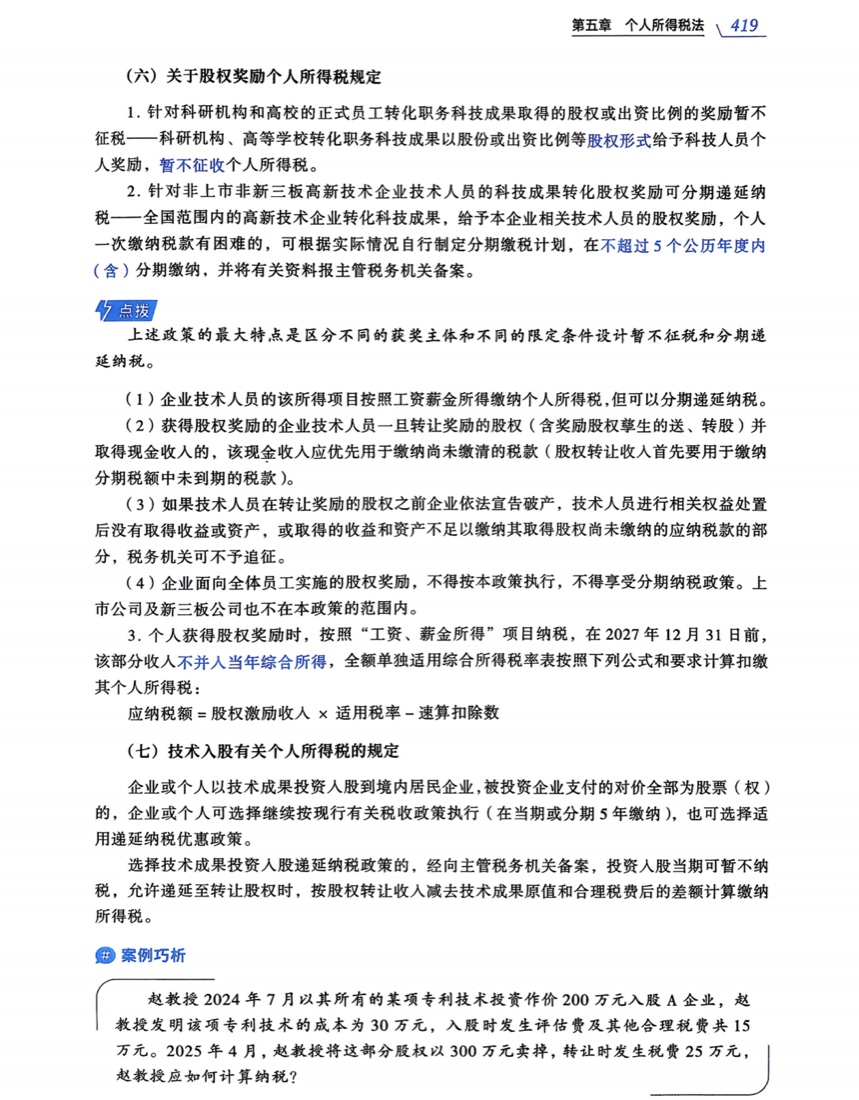 第五章 个人所得税法 419
（六）关于股权奖励个人所得税规定
1. 针对科研机构和高校的正式员工转化职务科技成果取得的股权或出资比例的奖励暂不
征税——科研机构、高等学校转化职务科技成果以股份或出资比例等股权形式给予科技人员个
人奖励，暂不征收个人所得税。
2. 针对非上市非新三板高新技术企业技术人员的科技成果转化股权奖励可分期递延纳
税——全国范围内的高新技术企业转化科技成果，给予本企业相关技术人员的股权奖励，个人
一次缴纳税款有困难的，可根据实际情况自行制定分期缴税计划，在不超过 5 个公历年度内
（含）分期缴纳，并将有关资料报主管税务机关备案。
点拨
上述政策的最大特点是区分不同的获奖主体和不同的限定条件设计暂不征税和分期递
延纳税。
（1）企业技术人员的该所得项目按照工资薪金所得缴纳个人所得税，但可以分期递延纳税。
（2）获得股权奖励的企业技术人员一旦转让奖励的股权（含奖励股权孳生的送、转股）并
取得现金收入的，该现金收入应优先用于缴纳尚未缴清的税款（股权转让收入首先要用于缴纳
分期税额中未到期的税款）。
（3）如果技术人员在转让奖励的股权之前企业依法宣告破产，技术人员进行相关权益处置
后没有取得收益或资产，或取得的收益和资产不足以缴纳其取得股权尚未缴纳的应纳税款的部
分，税务机关可不予追征。
（4）企业面向全体员工实施的股权奖励，不得按本政策执行，不得享受分期纳税政策。上
市公司及新三板公司也不在本政策的范围内。
3. 个人获得股权奖励时，按照“工资、薪金所得”项目纳税，在 2027 年 12 月 31 日前，
该部分收入不并入当年综合所得，全额单独适用综合所得税率表按照下列公式和要求计算扣缴
其个人所得税：
应纳税额 = 股权激励收入 × 适用税率 - 速算扣除数
（七）技术入股有关个人所得税的规定
企业或个人以技术成果投资入股到境内居民企业，被投资企业支付的对价全部为股票（权）
的，企业或个人可选择继续按现行有关税收政策执行（在当期或分期 5 年缴纳），也可选择适
用递延纳税优惠政策。
选择技术成果投资入股递延纳税政策的，经向主管税务机关备案，投资入股当期可暂不纳
税，允许递延至转让股权时，按股权转让收入减去技术成果原值和合理税费后的差额计算缴纳
所得税。
# 案例巧析
赵教授 2024 年 7 月以其所有的某项专利技术投资作价 200 万元入股 A 企业，赵
教授发明该项专利技术的成本为 30 万元，入股时发生评估费及其他合理税费共 15
万元。2025 年 4 月，赵教授将这部分股权以 300 万元卖掉，转让时发生税费 25 万元，
赵教授应如何计算纳税？